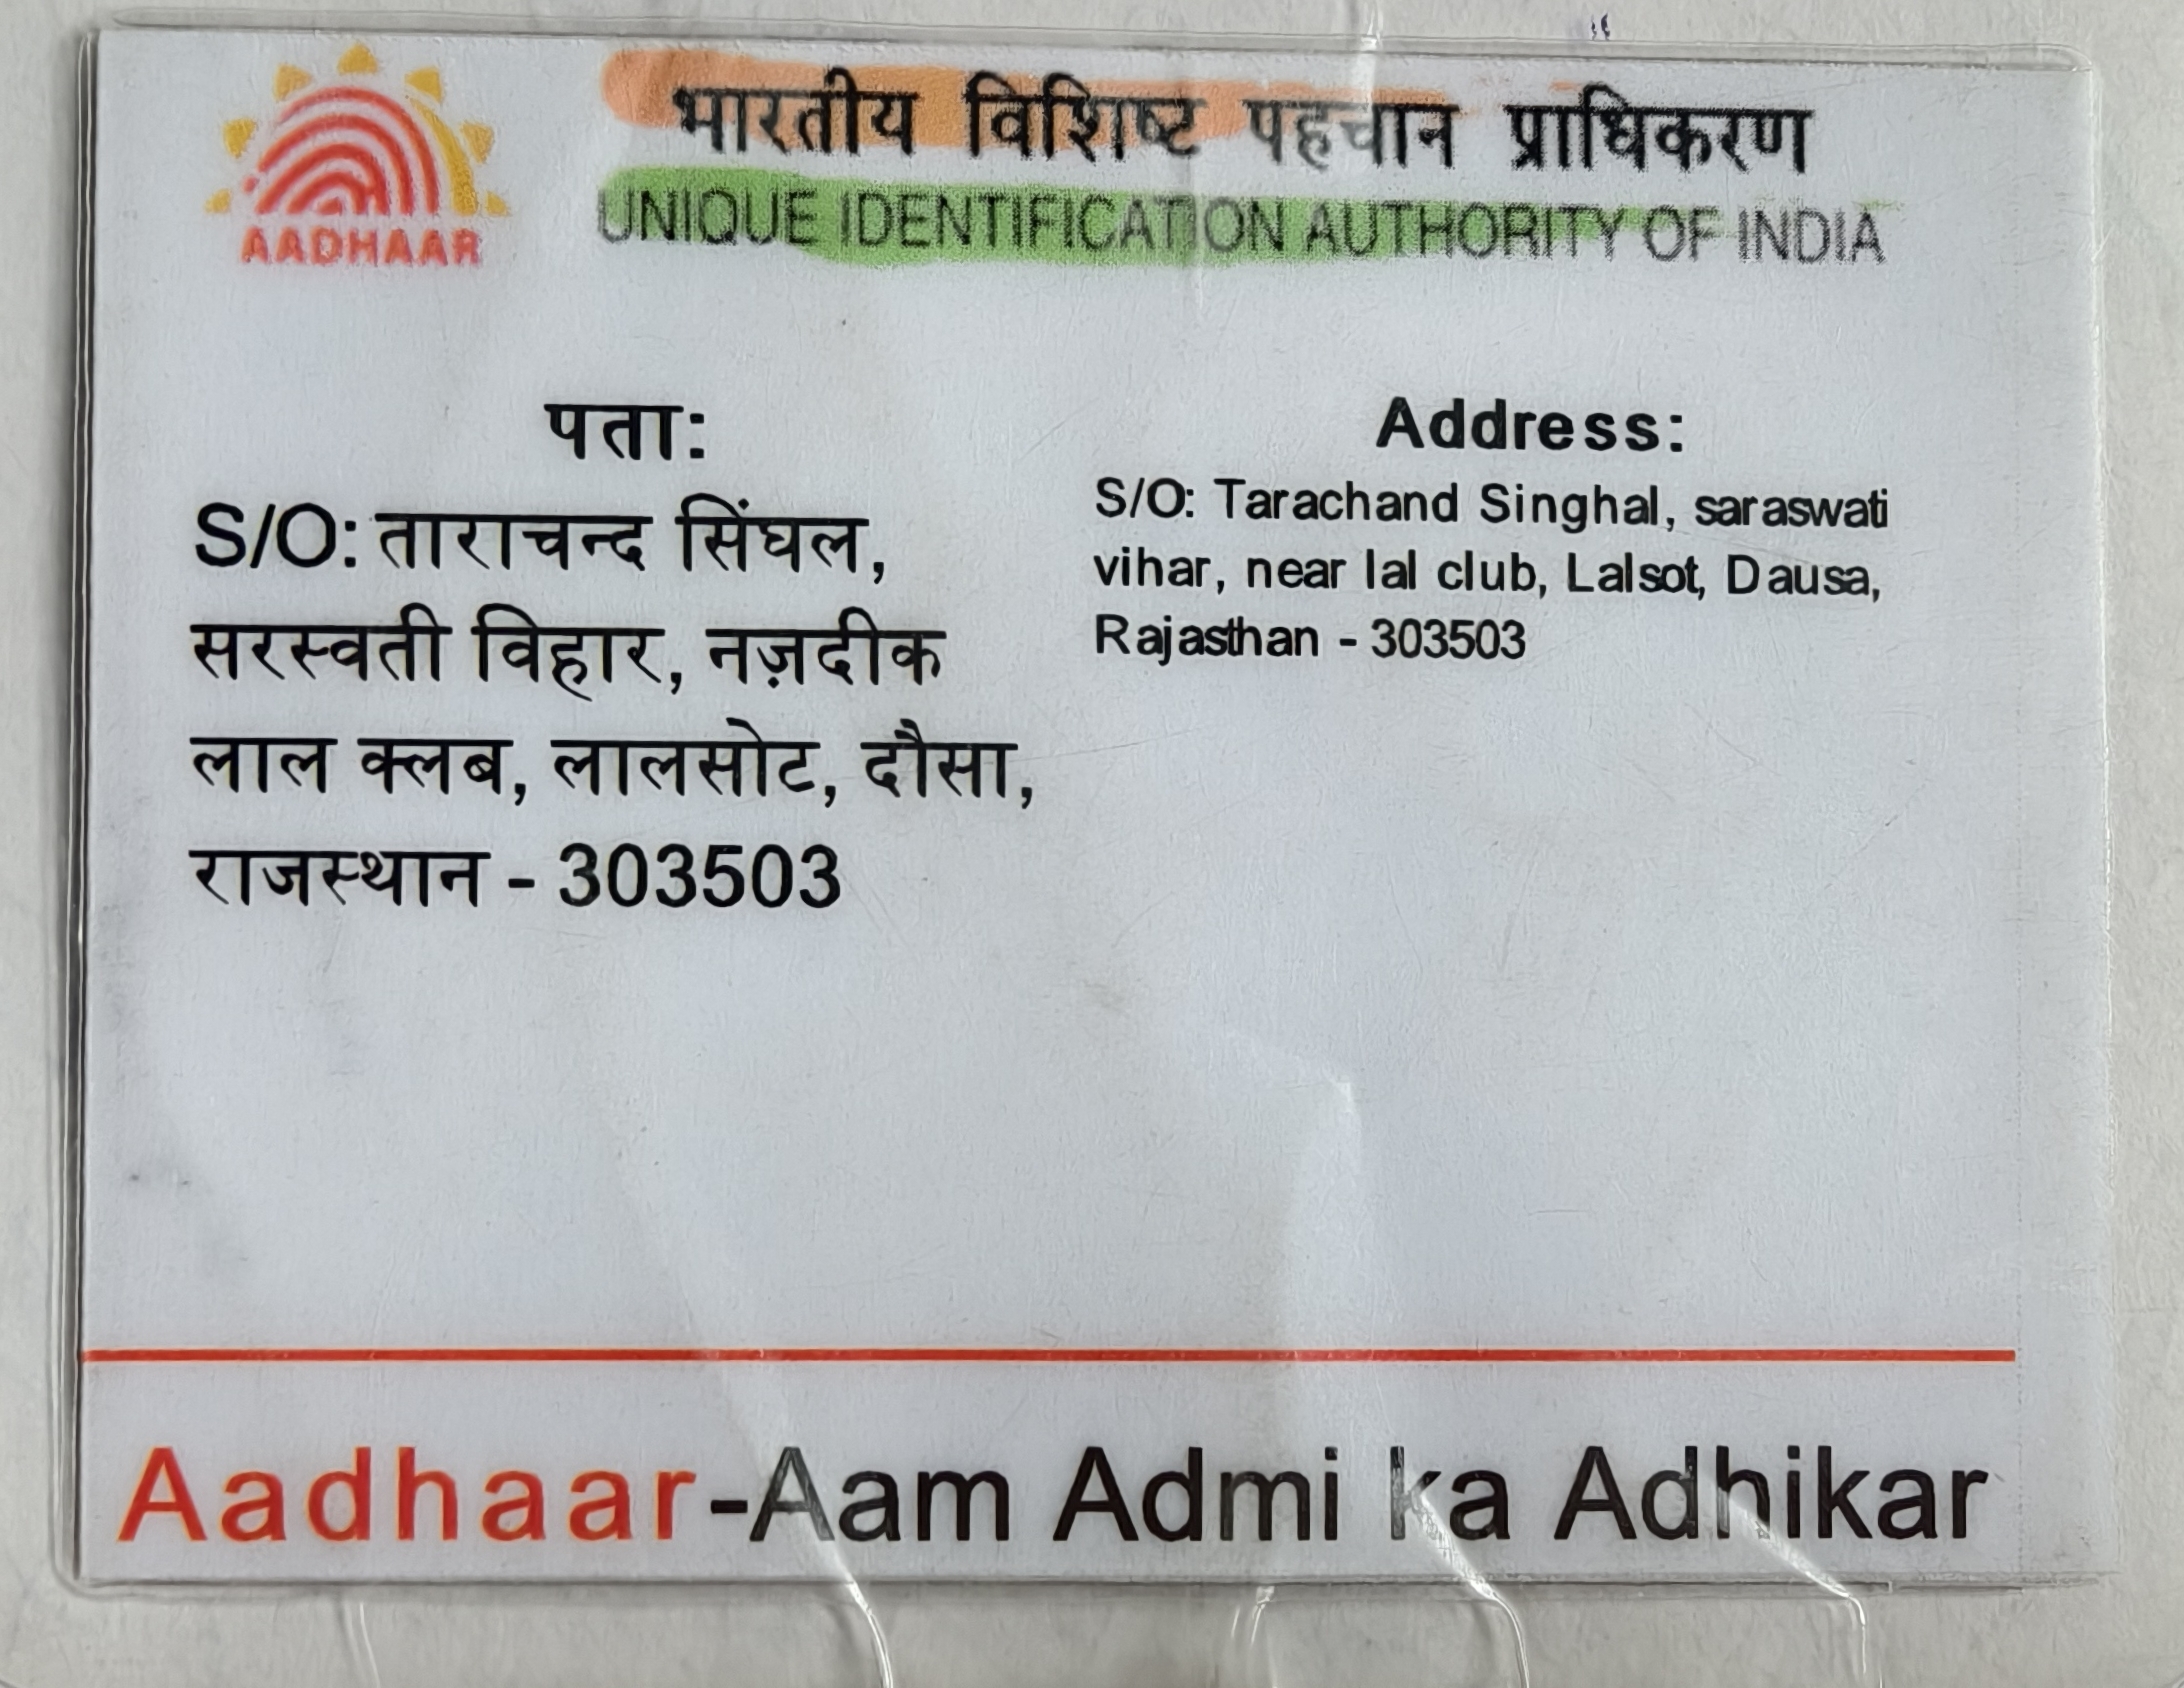 AADHAAR
भारतीय विशिष्ट पहचान प्राधिकरण
UNIQUE IDENTIFICATION AUTHORITY OF INDIA
पता:
S/O: ताराचन्द सिंघल,
सरस्वती विहार, नज़दीक
लाल क्लब, लालसोट, दौसा,
राजस्थान - 303503
Address:
S/O: Tarachand Singhal, saraswati
vihar, near lal club, Lalsot, Dausa,
Rajasthan - 303503
Aadhaar-Aam Admi ka Adhikar